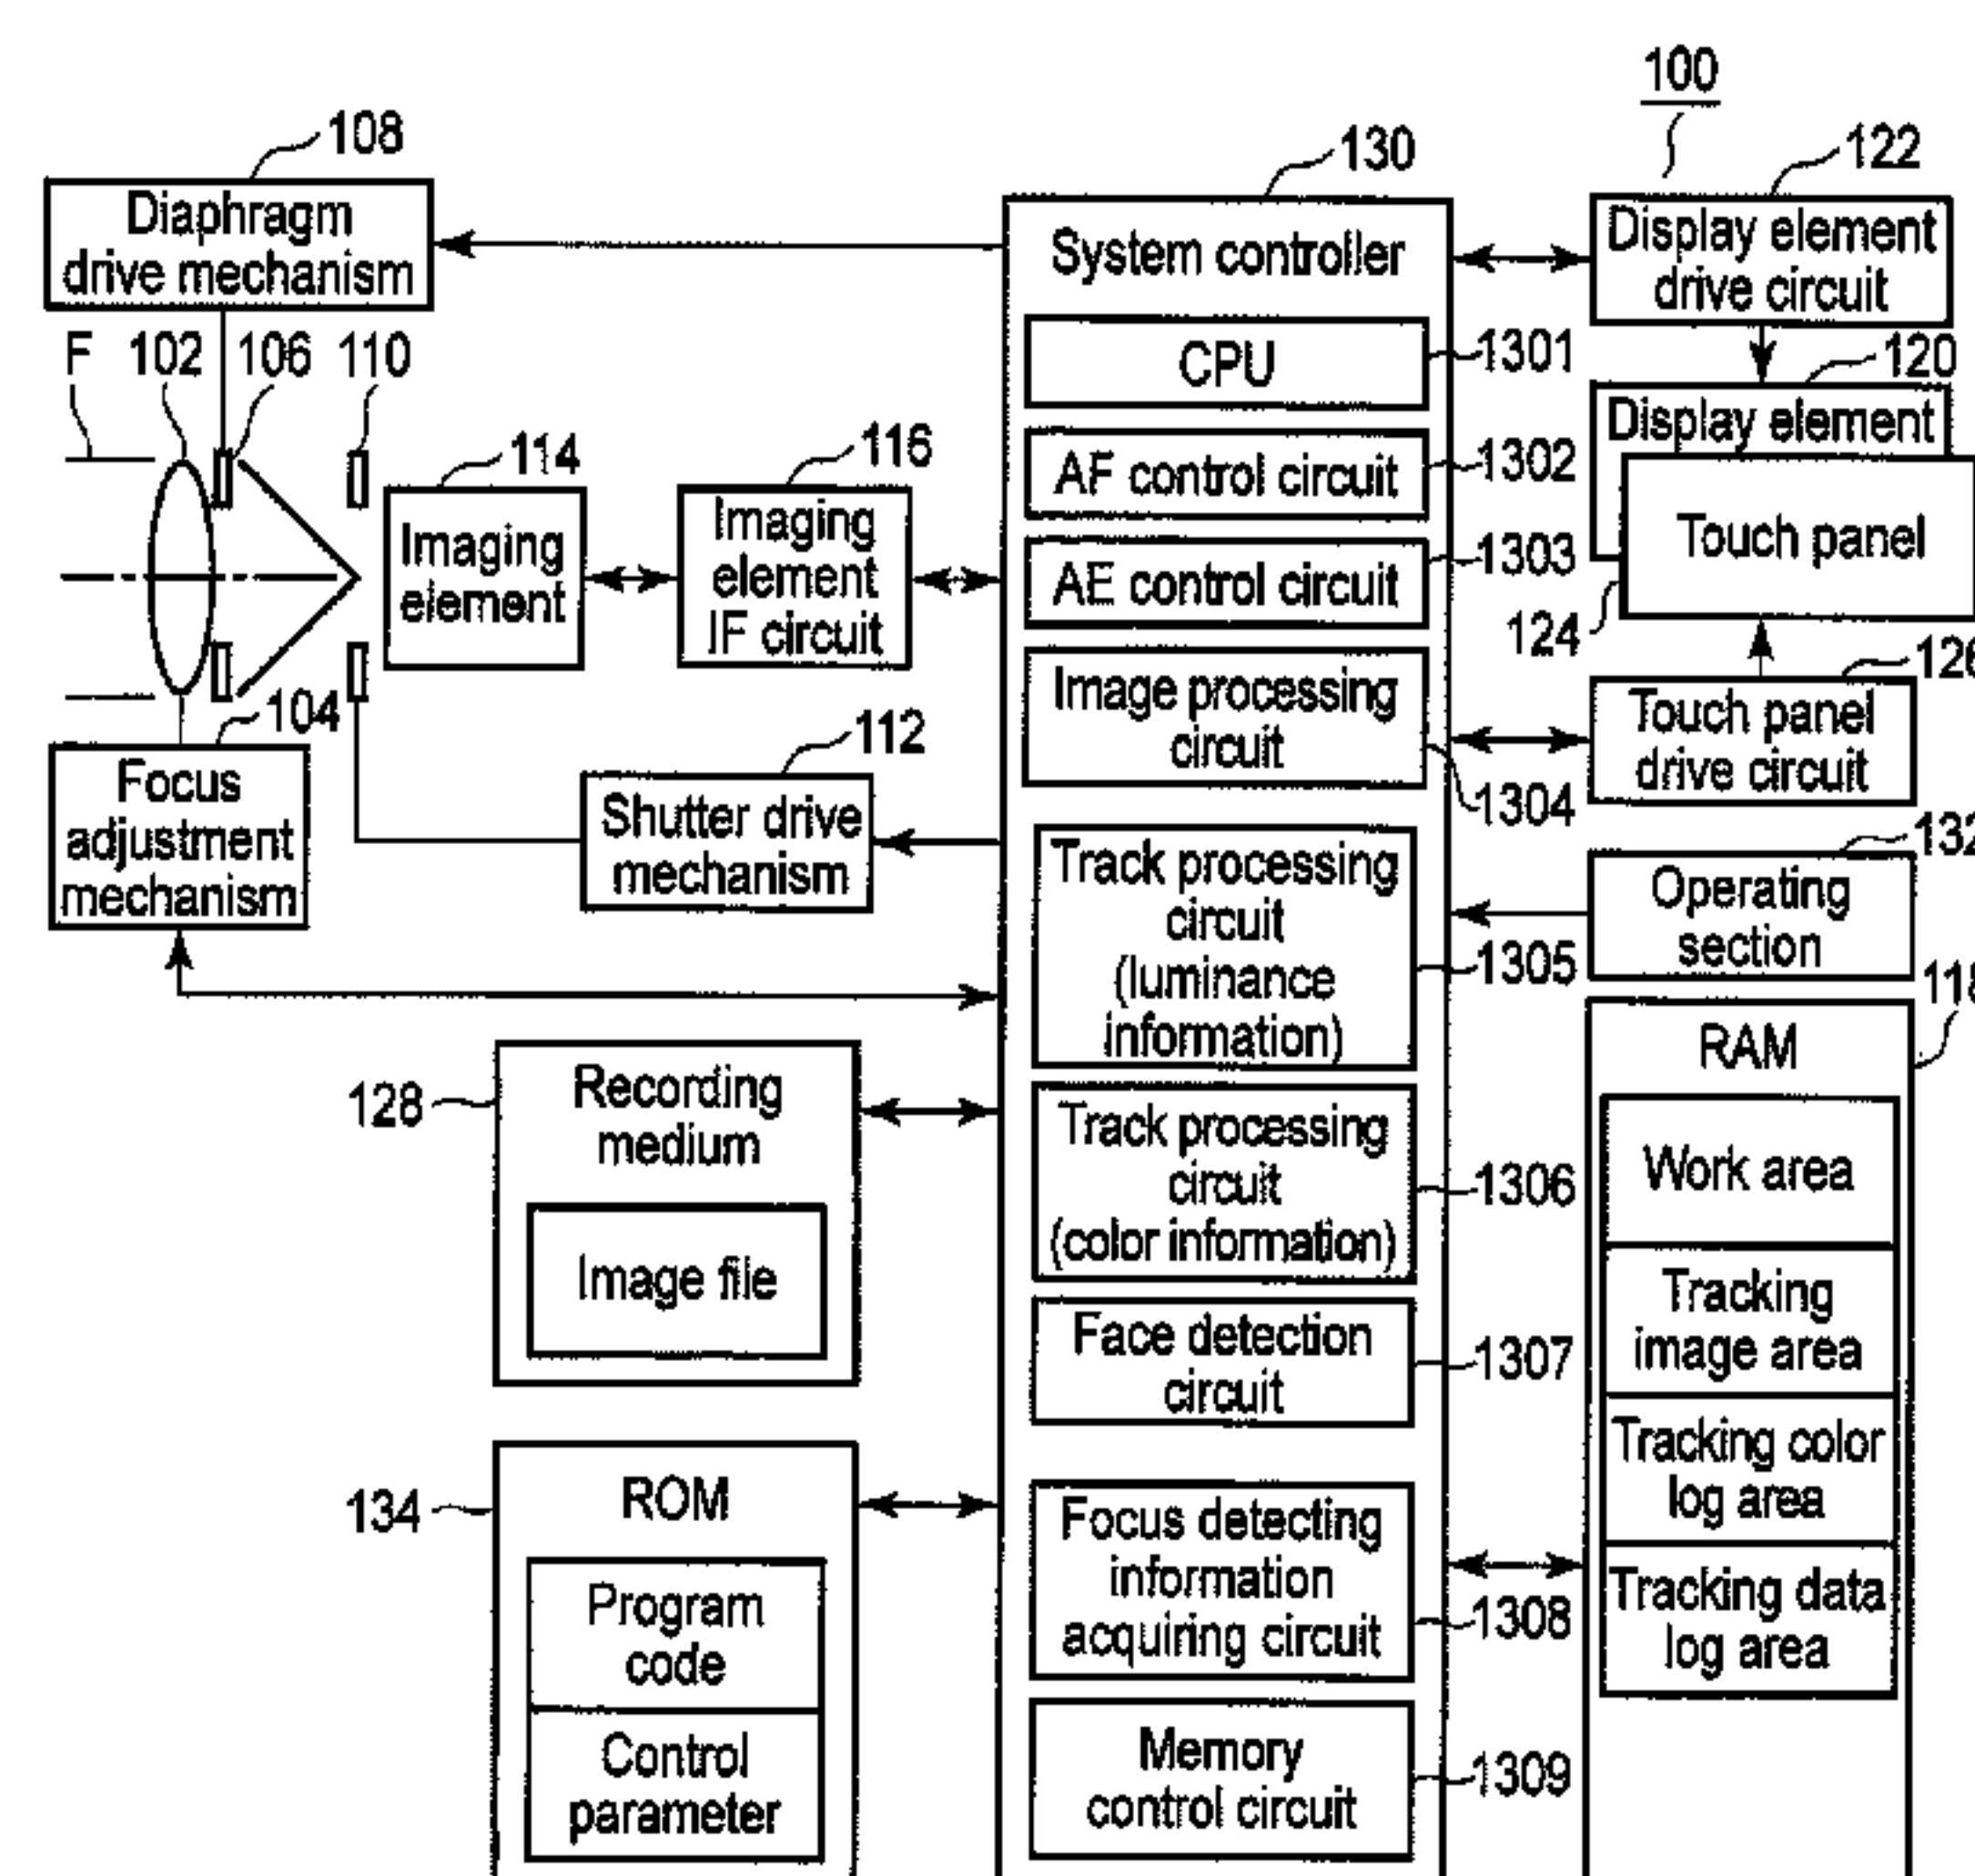 100
108
130
122
Diaphragm
drive mechanism
System controller
Display element
drive circuit
F 102 106 110
CPU
1301
120
Display element
114
116
AF control circuit
1302
Imaging
element
Imaging
element
IF circuit
Touch panel
AE control circuit
1303
124
126
Image processing
circuit
1304
Touch panel
drive circuit
104
112
Focus
adjustment
mechanism
Shutter drive
mechanism
132
Track processing
circuit
(luminance
information)
1305
Operating
section
118
RAM
128
Recording
medium
Image file
Track processing
circuit
(color information)
1306
Work area
Tracking
image area
Face detection
circuit
1307
Tracking color
log area
134
ROM
Program
code
Control
parameter
Focus detecting
information
acquiring circuit
1308
Tracking data
log area
Memory
control circuit
1309